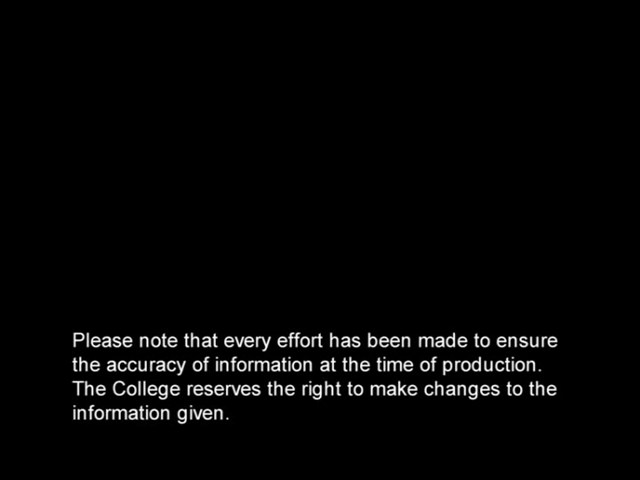 Please note that every effort has been made to ensure
the accuracy of information at the time of production.
The College reserves the right to make changes to the
information given.